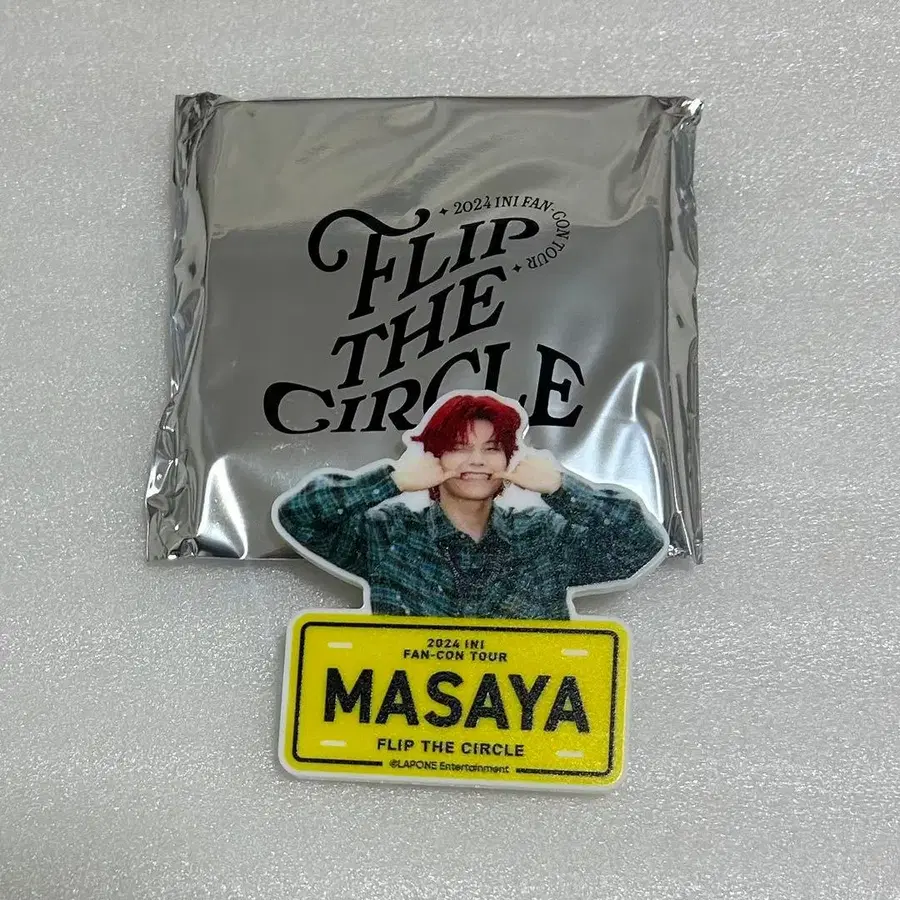 ✦ 2024 INI FAN-CON TOUR ✦
FLIP
THE
CIRCLE
2024 INI
FAN-CON TOUR
MASAYA
FLIP THE CIRCLE
©LAPONE Entertainment